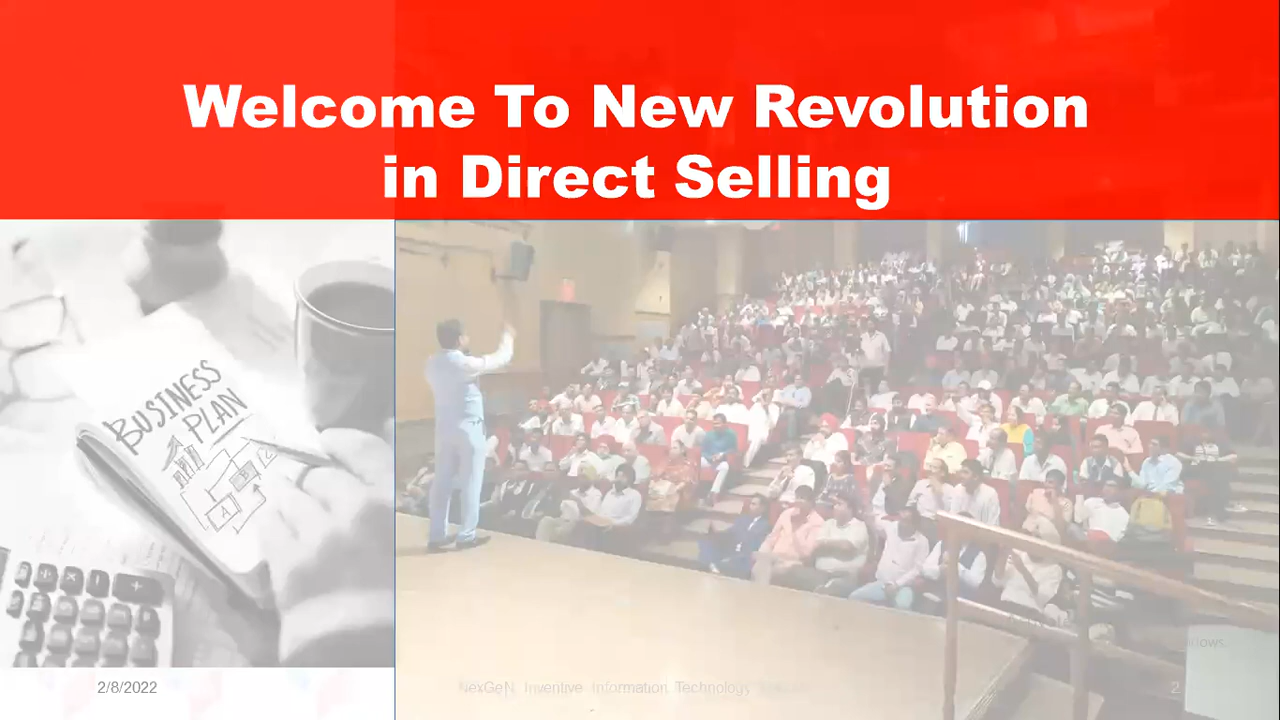 Welcome To New Revolution
in Direct Selling
BUSINESS
PLAN
B
A
2/8/2022
NexGeN Inventive Information Technology
2